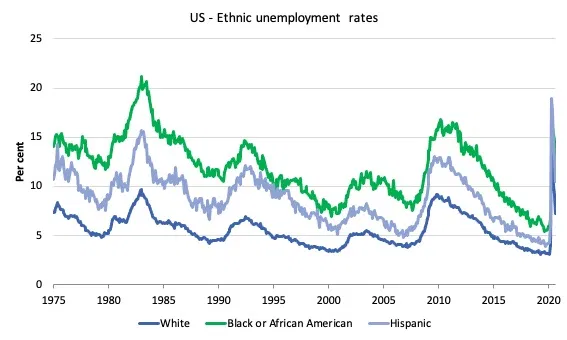 US - Ethnic unemployment rates
25
20
15
10
5
0
Per cent
1975 1980 1985 1990 1995 2000 2005 2010 2015 2020
White Black or African American Hispanic